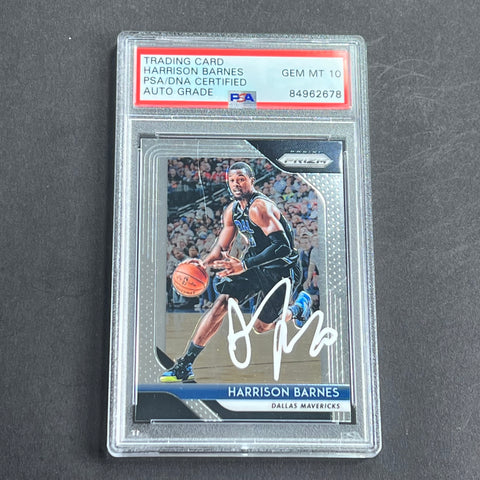 TRADING CARD
HARRISON BARNES GEM MT 10
PSA/DNA CERTIFIED
AUTO GRADE PSA 84962678
PANINI
PRIZM
HARRISON BARNES
DALLAS MAVERICKS